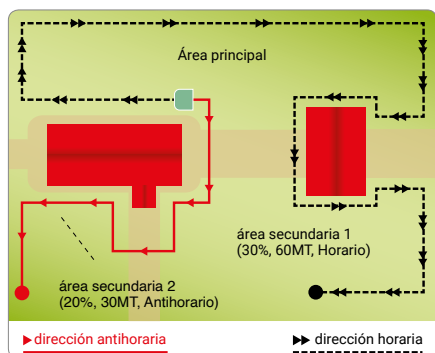 Área principal
área secundaria 1
(30%, 60MT, Horario)
área secundaria 2
(20%, 30MT, Antihorario)
dirección antihoraria
dirección horaria